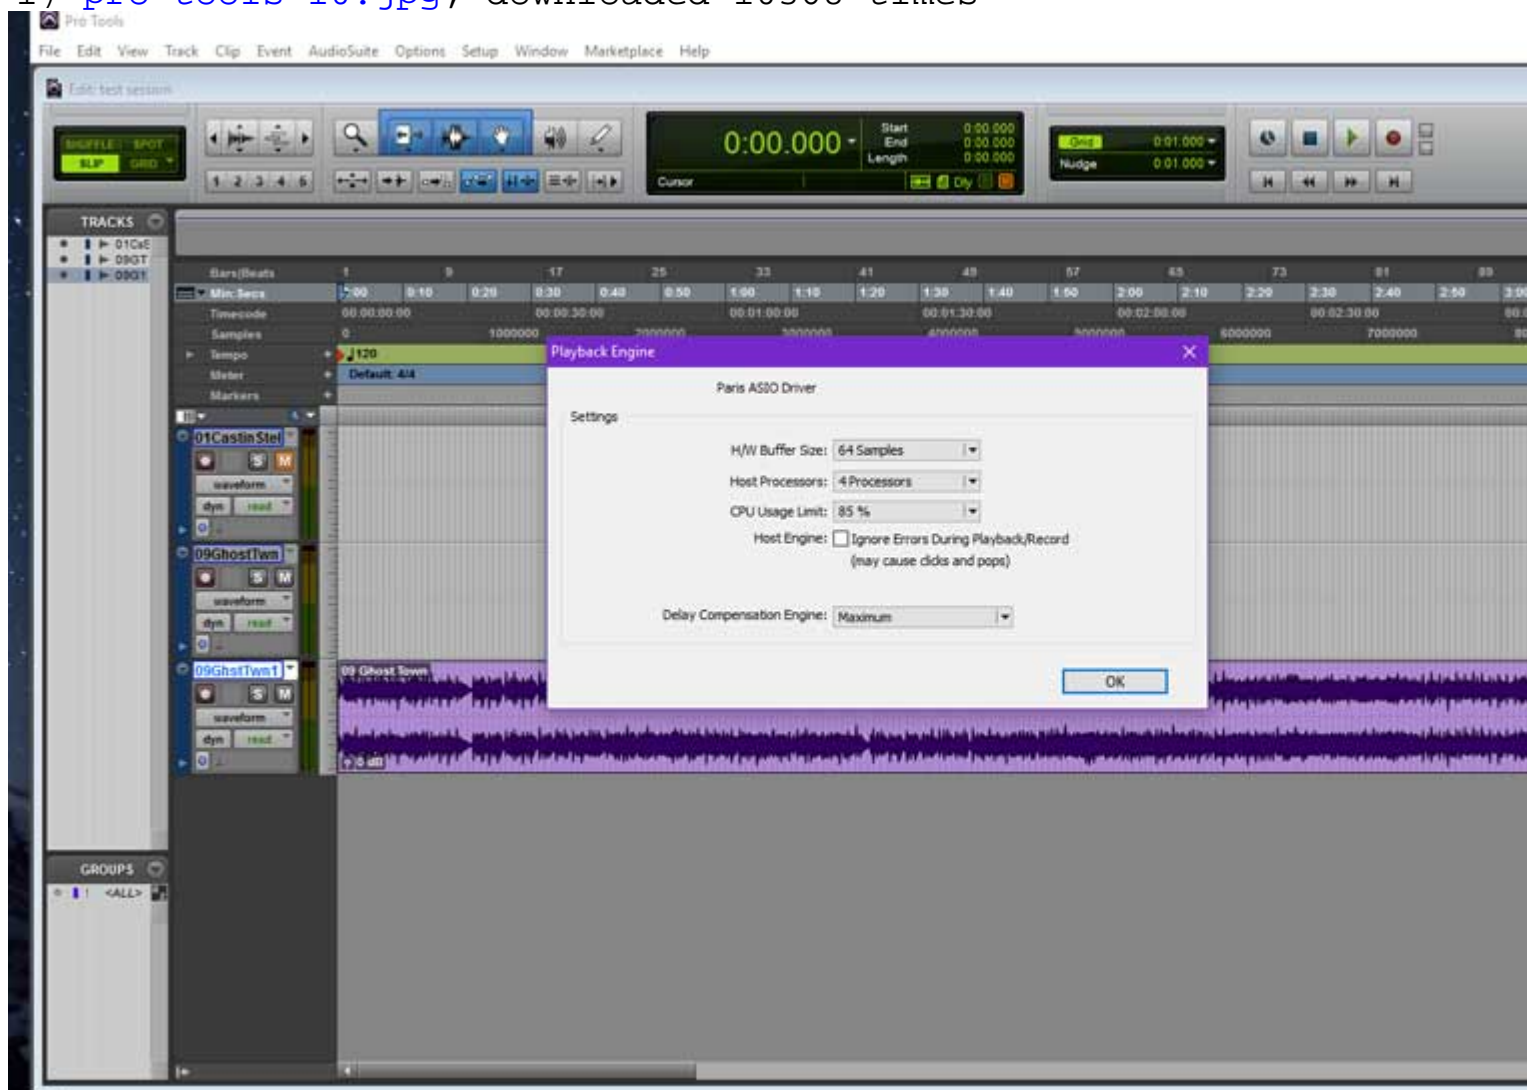 Pro Tools
File Edit View Track Clip Event AudioSuite Options Setup Window Marketplace Help
Edit: test session
SHUFFLE SPOT
SLIP GRID
1 2 3 4 5
0:00.000
Start 0:00.000
End 0:00.000
Length 0:00.000
Cursor
Dly
Grid 0:01.000
Nudge 0:01.000
TRACKS
01CaS
09GT
09GT
Bars|Beats 1 9 17 25 33 41 49 57 65 73 81 89
Min:Secs 0:00 0:10 0:20 0:30 0:40 0:50 1:00 1:10 1:20 1:30 1:40 1:50 2:00 2:10 2:20 2:30 2:40 2:50 3:00
Timecode 00:00:00:00 00:00:30:00 00:01:00:00 00:01:30:00 00:02:00:00 00:02:30:00
Samples 0 1000000 2000000 3000000 4000000 5000000 6000000 7000000
Tempo 120
Meter Default: 4/4
Markers
Playback Engine
Paris ASIO Driver
Settings
H/W Buffer Size: 64 Samples
Host Processors: 4 Processors
CPU Usage Limit: 85 %
Host Engine: Ignore Errors During Playback/Record
(may cause clicks and pops)
Delay Compensation Engine: Maximum
OK
01CastinStel
S M
waveform
dyn read
09GhostTwn
S M
waveform
dyn read
09GhstTwn1
S M
waveform
dyn read
09 Ghost Town
0 dB
GROUPS
! <ALL>